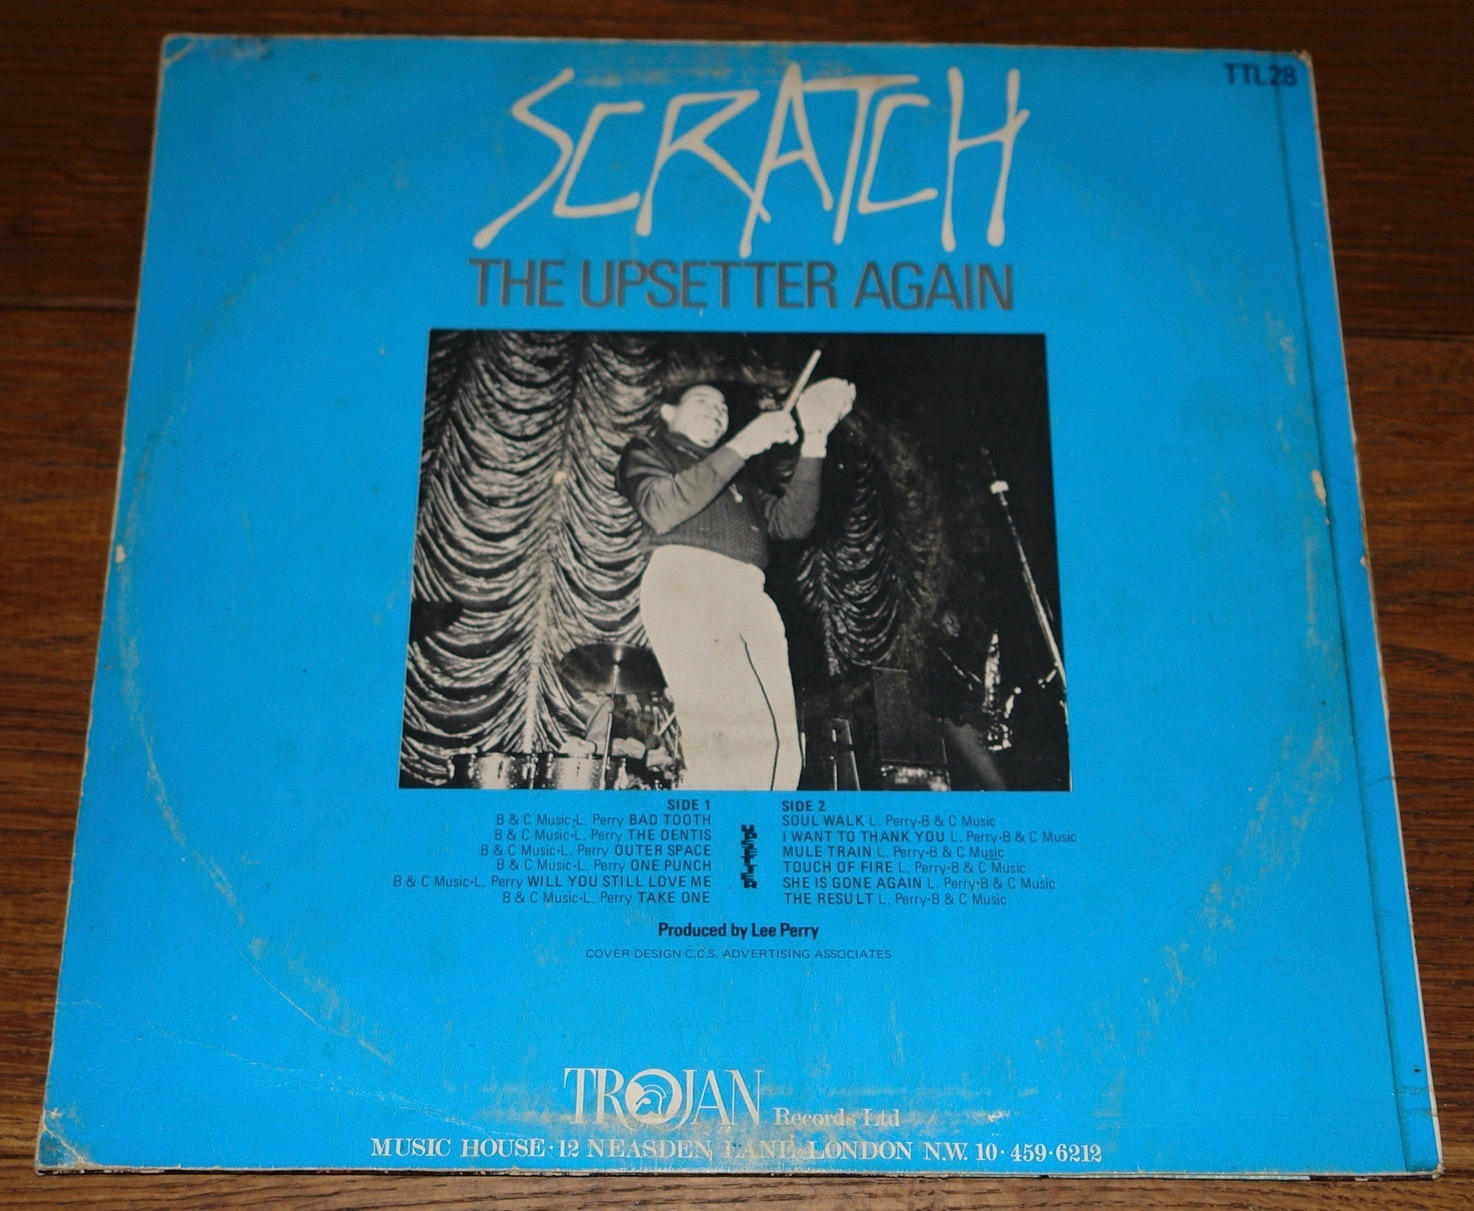 TTL28
SCRATCH
THE UPSETTER AGAIN
SIDE 1
B & C Music-L. Perry BAD TOOTH
B & C Music-L. Perry THE DENTIS
B & C Music-L. Perry OUTER SPACE
B & C Music-L. Perry ONE PUNCH
B & C Music-L. Perry WILL YOU STILL LOVE ME
B & C Music-L. Perry TAKE ONE
UPSETTER
SIDE 2
SOUL WALK L. Perry-B & C Music
I WANT TO THANK YOU L. Perry-B & C Music
MULE TRAIN L. Perry-B & C Music
TOUCH OF FIRE L. Perry-B & C Music
SHE IS GONE AGAIN L. Perry-B & C Music
THE RESULT L. Perry-B & C Music
Produced by Lee Perry
COVER DESIGN C.C.S. ADVERTISING ASSOCIATES
TROJAN Records Ltd
MUSIC HOUSE · 12 NEASDEN LANE LONDON N.W. 10 · 459·6212